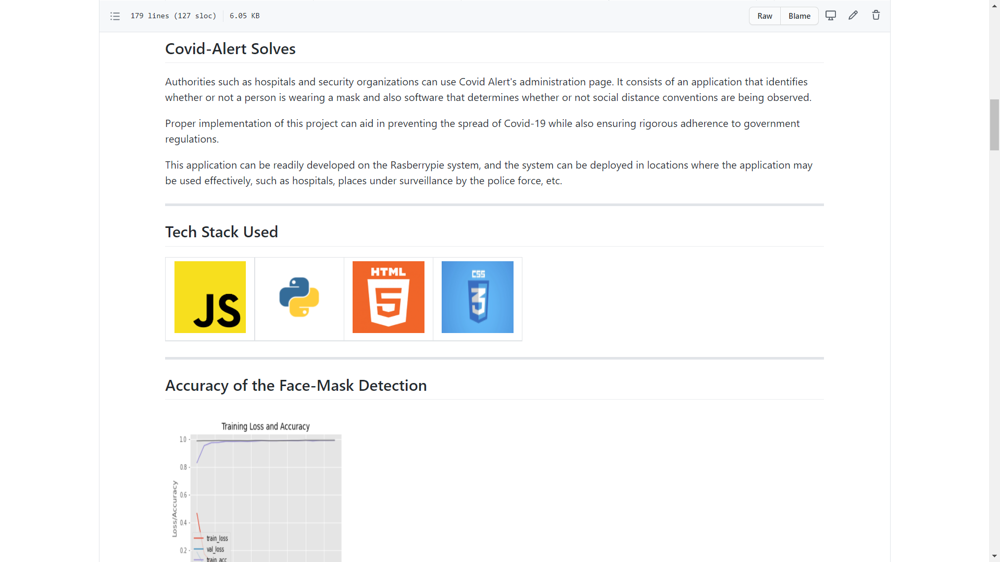 179 lines (127 sloc) 6.05 KB
Raw Blame
Covid-Alert Solves
Authorities such as hospitals and security organizations can use Covid Alert's administration page. It consists of an application that identifies
whether or not a person is wearing a mask and also software that determines whether or not social distance conventions are being observed.
Proper implementation of this project can aid in preventing the spread of Covid-19 while also ensuring rigorous adherence to government
regulations.
This application can be readily developed on the Rasberrypie system, and the system can be deployed in locations where the application may
be used effectively, such as hospitals, places under surveillance by the police force, etc.
Tech Stack Used
JS
HTML
5
CSS
3
Accuracy of the Face-Mask Detection
Training Loss and Accuracy
1.0
0.8
0.6
0.4
0.2
Loss/Accuracy
train_loss
val_loss
train_acc